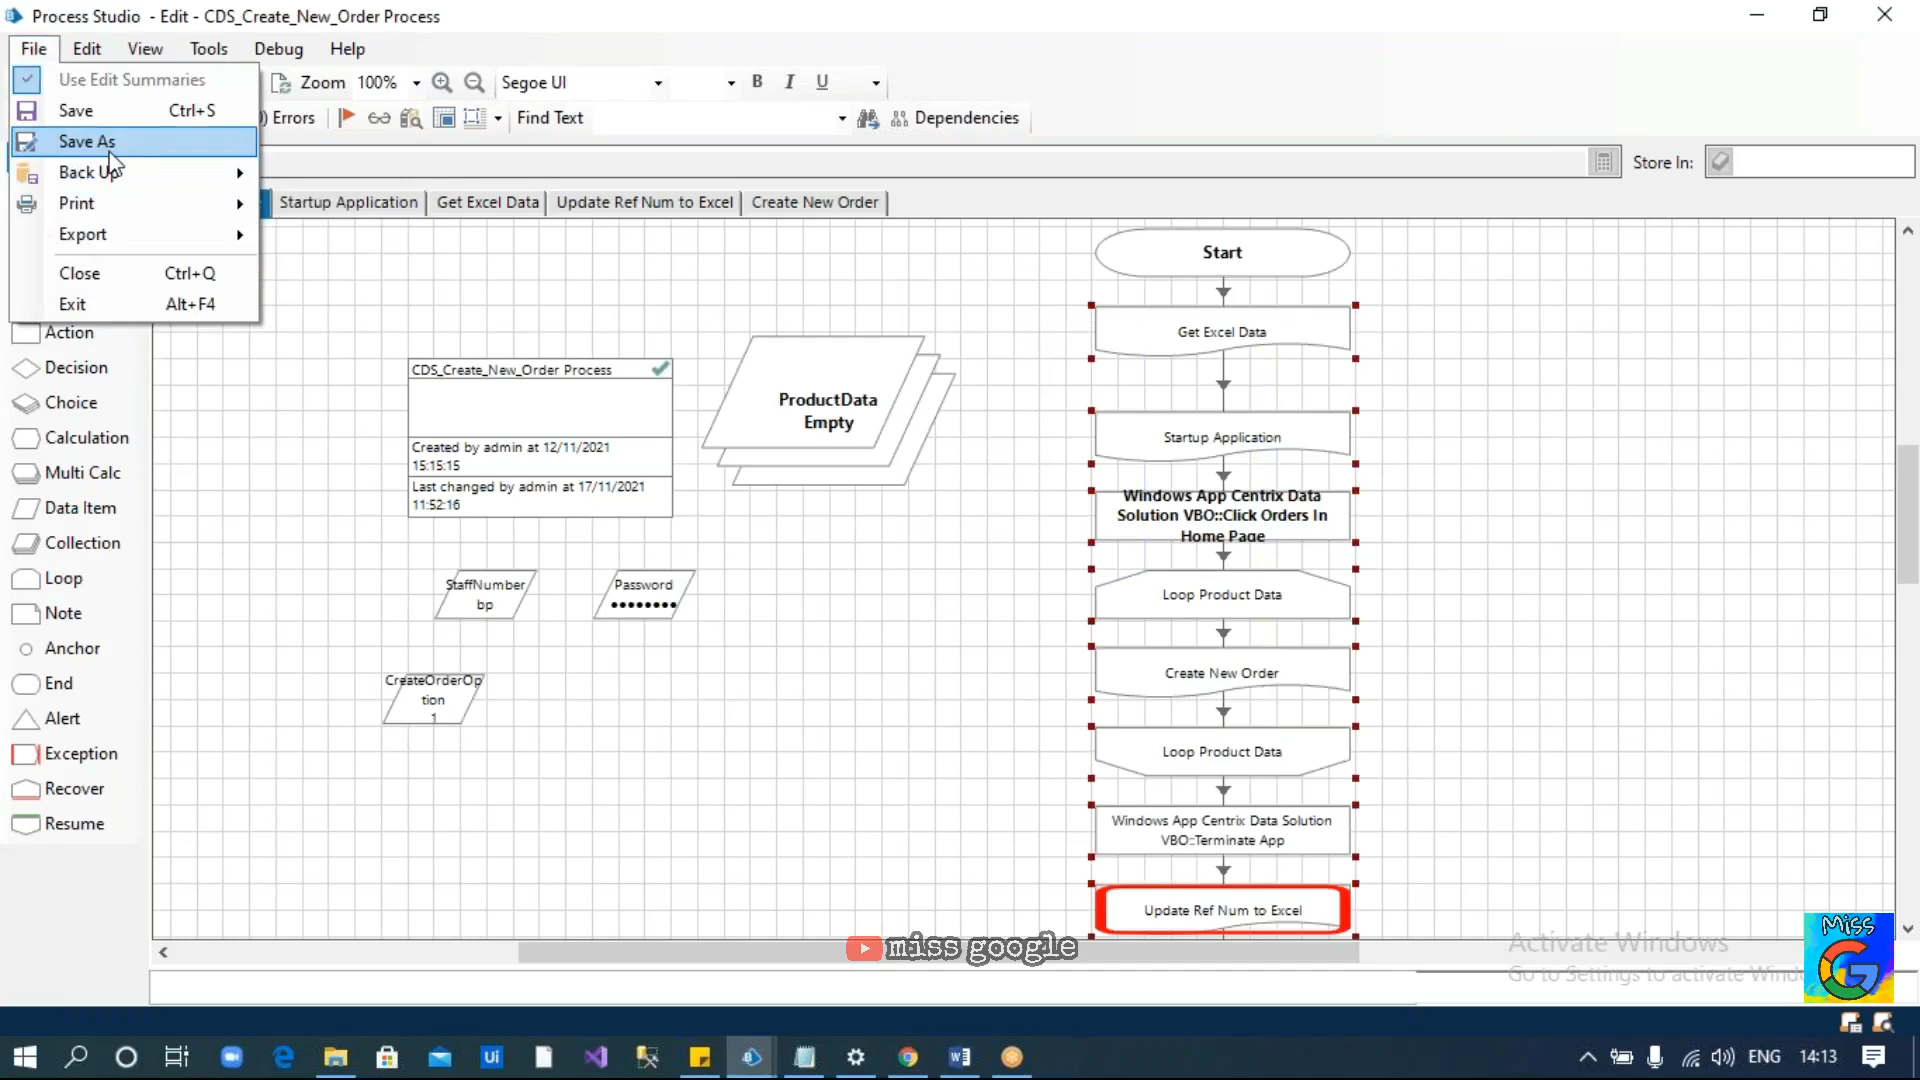 Process Studio - Edit - CDS_Create_New_Order Process
File Edit View Tools Debug Help
Use Edit Summaries
Save Ctrl+S
Save As
Back Up
Print
Export
Close Ctrl+Q
Exit Alt+F4
Zoom 100% Segoe UI B I U
Errors Find Text Dependencies
Store In:
Startup Application Get Excel Data Update Ref Num to Excel Create New Order
Action
Decision
Choice
Calculation
Multi Calc
Data Item
Collection
Loop
Note
Anchor
End
Alert
Exception
Recover
Resume
CDS_Create_New_Order Process
Created by admin at 12/11/2021
15:15:15
Last changed by admin at 17/11/2021
11:52:16
ProductData
Empty
StaffNumber
bp
Password
••••••••
CreateOrderOp
tion
1
Start
Get Excel Data
Startup Application
Windows App Centrix Data
Solution VBO::Click Orders In
Home Page
Loop Product Data
Create New Order
Loop Product Data
Windows App Centrix Data Solution
VBO::Terminate App
Update Ref Num to Excel
miss google
Activate Windows
Go to Settings to activate
Miss
G
Ui
ENG 14:13